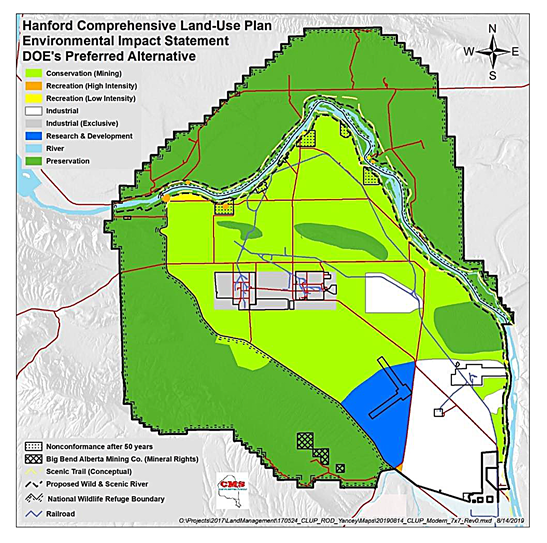 Hanford Comprehensive Land-Use Plan
Environmental Impact Statement
DOE's Preferred Alternative
N
W
E
S
Conservation (Mining)
Recreation (High Intensity)
Recreation (Low Intensity)
Industrial
Industrial (Exclusive)
Research & Development
River
Preservation
Nonconformance after 50 years
Big Bend Alberta Mining Co. (Mineral Rights)
Scenic Trail (Conceptual)
Proposed Wild & Scenic River
National Wildlife Refuge Boundary
Railroad
CMS
O:\Projects\2017\LandManagement\170524_CLUP_ROD_Yancey\Maps\20190814_CLUP_Modern_7x7-Rev0.mxd 8/14/2019